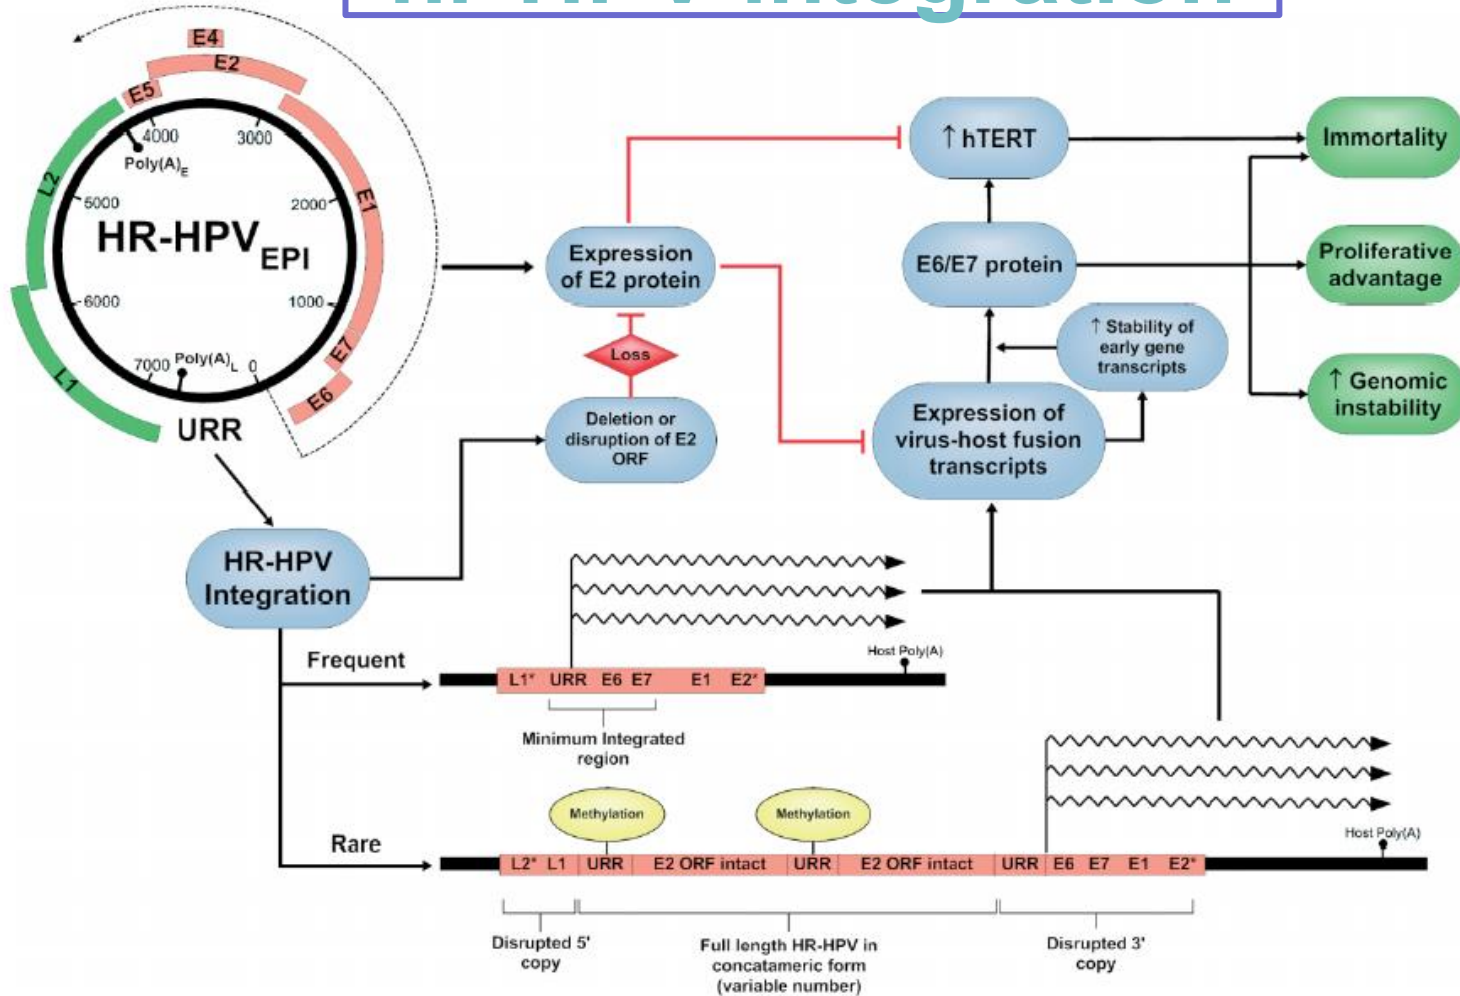 HPV integration
E4
E2
E5
4000
3000
Poly(A)E
L2
5000
2000
E1
HR-HPVEPI
6000
1000
7000
Poly(A)L
0
E7
L1
E6
URR
HR-HPV
Integration
Expression
of E2 protein
Loss
Deletion or
disruption of E2
ORF
↑ hTERT
E6/E7 protein
↑ Stability of
early gene
transcripts
Expression of
virus-host fusion
transcripts
Immortality
Proliferative
advantage
↑ Genomic
instability
Frequent
Host Poly(A)
L1* URR E6 E7 E1 E2*
Minimum Integrated
region
Methylation
Methylation
Rare
Host Poly(A)
L2* L1 URR E2 ORF intact URR E2 ORF intact URR E6 E7 E1 E2*
Disrupted 5'
copy
Full length HR-HPV in
concatameric form
(variable number)
Disrupted 3'
copy